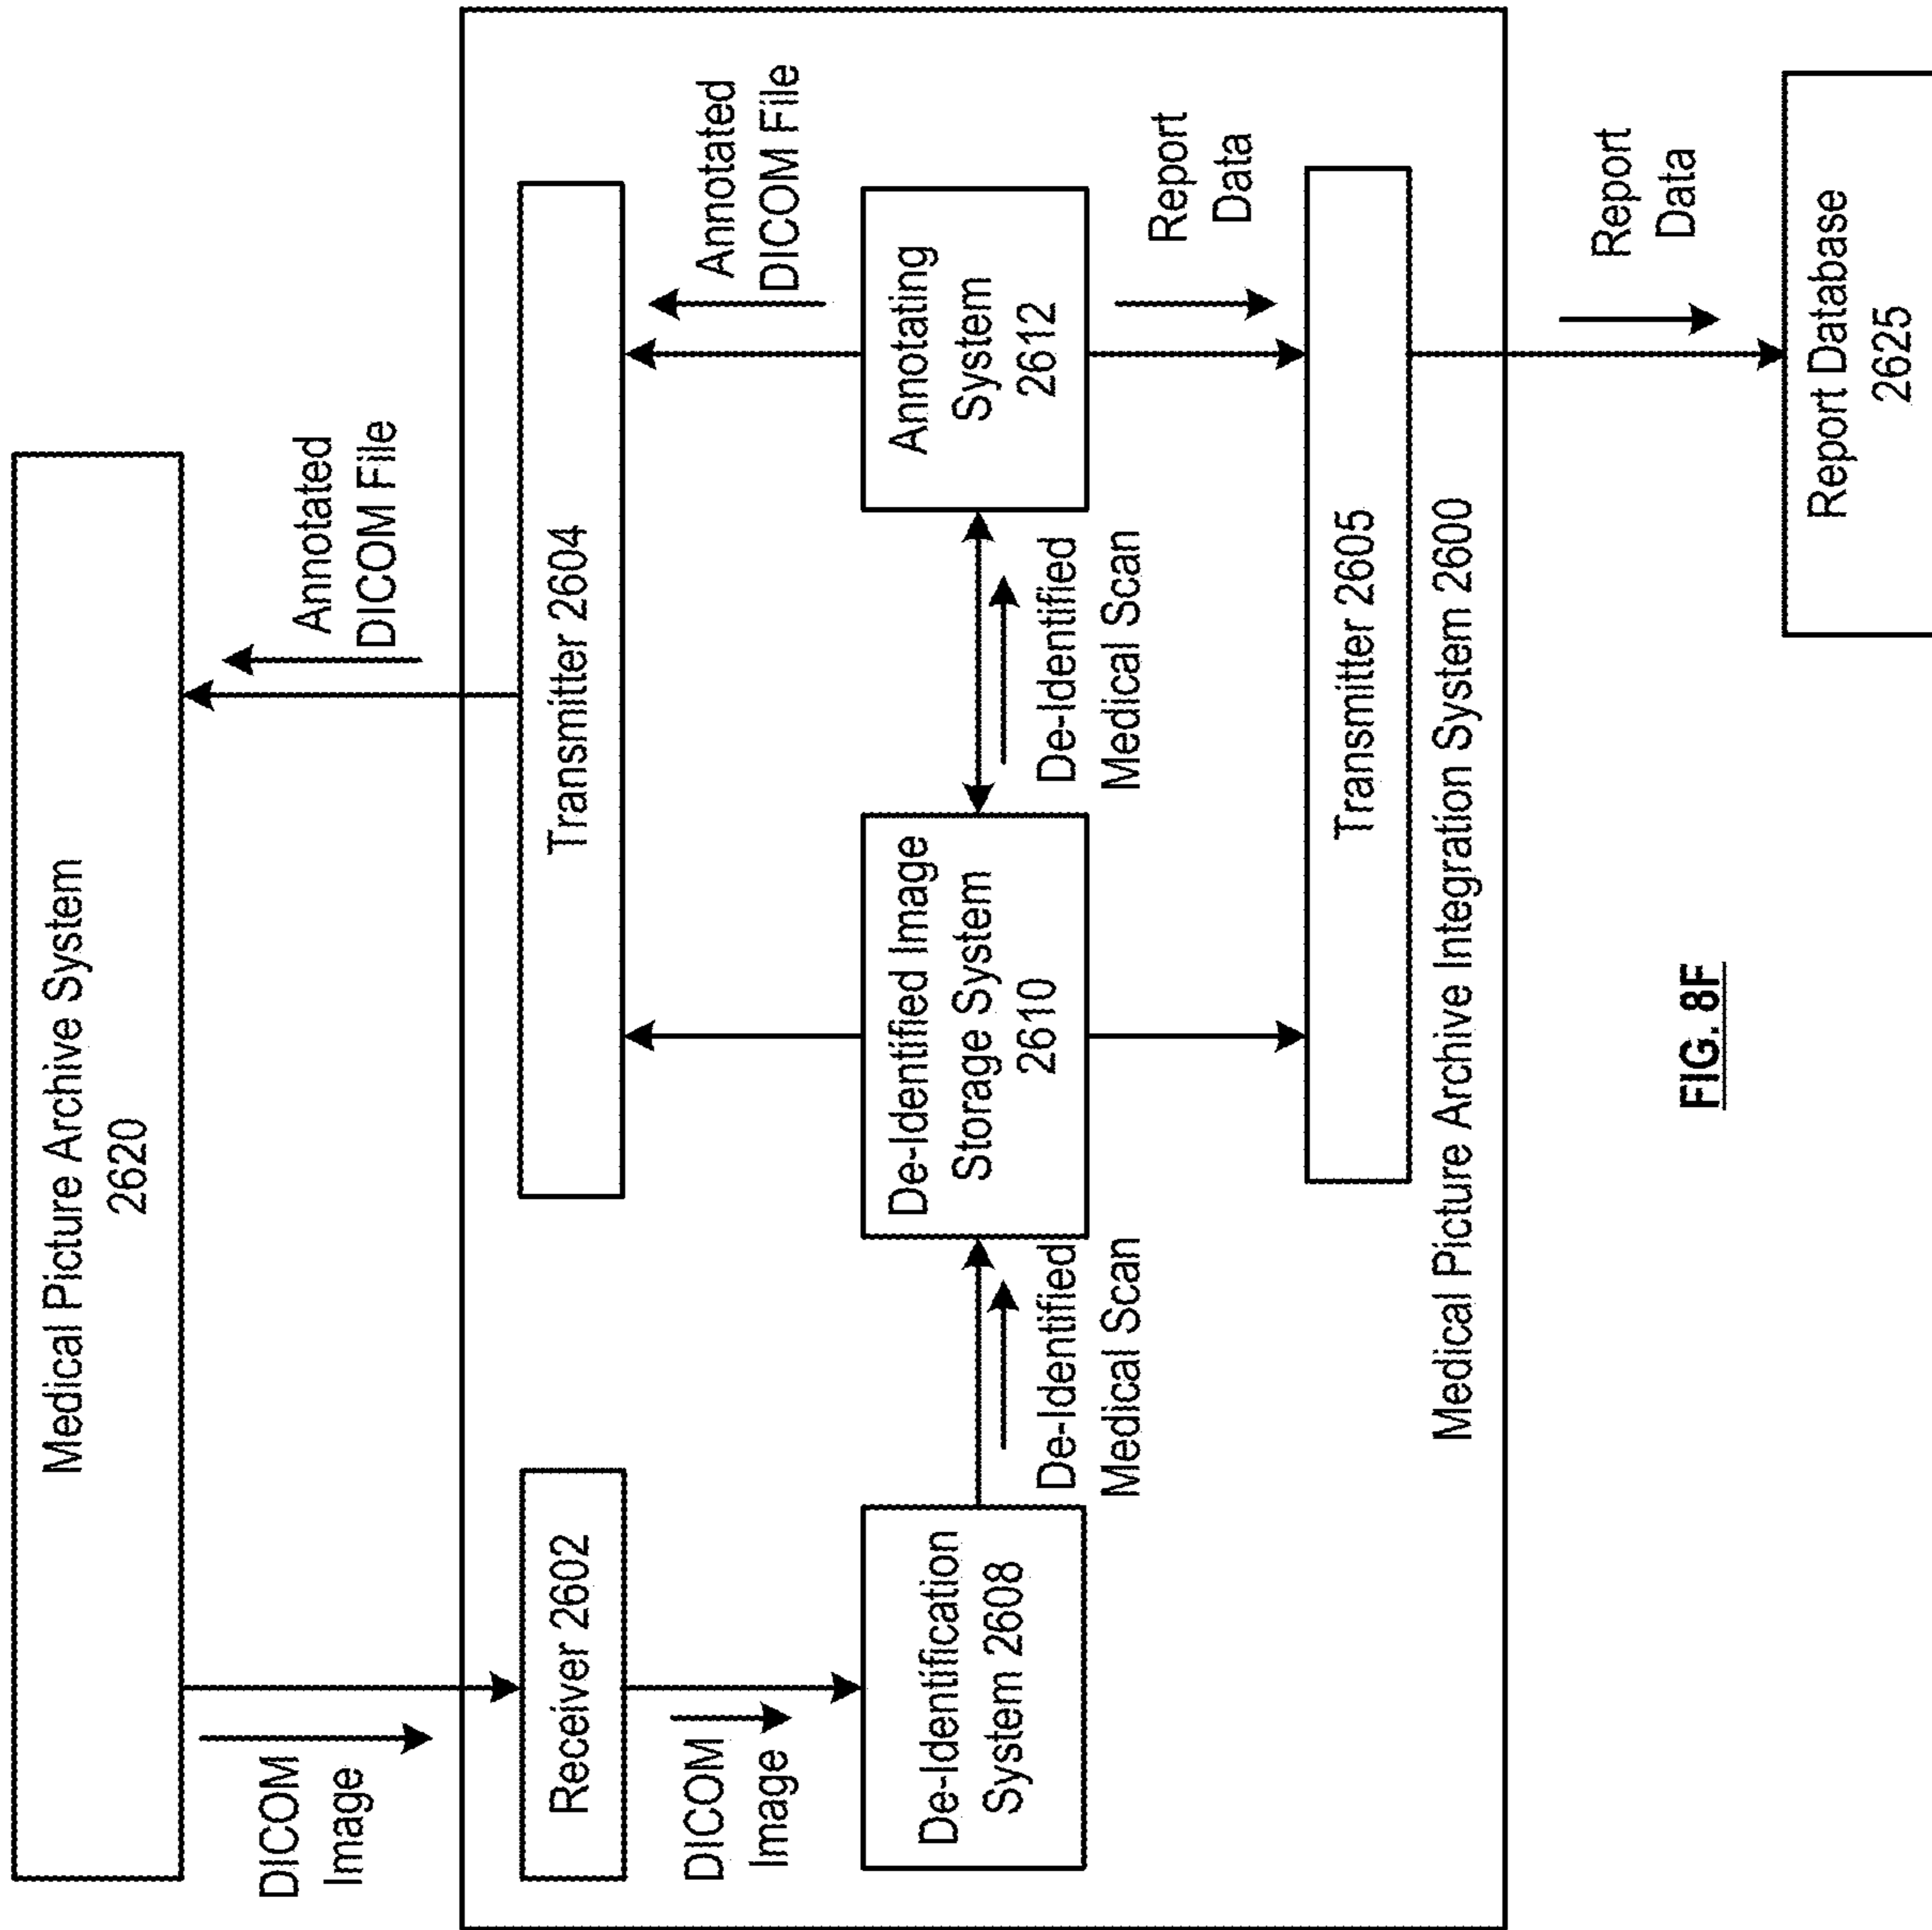 Medical Picture Archive System
2620
DICOM
Image
Annotated
DICOM File
Receiver 2602
Transmitter 2604
DICOM
Image
Annotated
DICOM File
De-Identification
System 2608
De-Identified Image
Storage System
2610
Annotating
System
2612
De-Identified
Medical Scan
De-Identified
Medical Scan
Report
Data
Transmitter 2605
Medical Picture Archive Integration System 2600
Report
Data
FIG. 8F
Report Database
2625